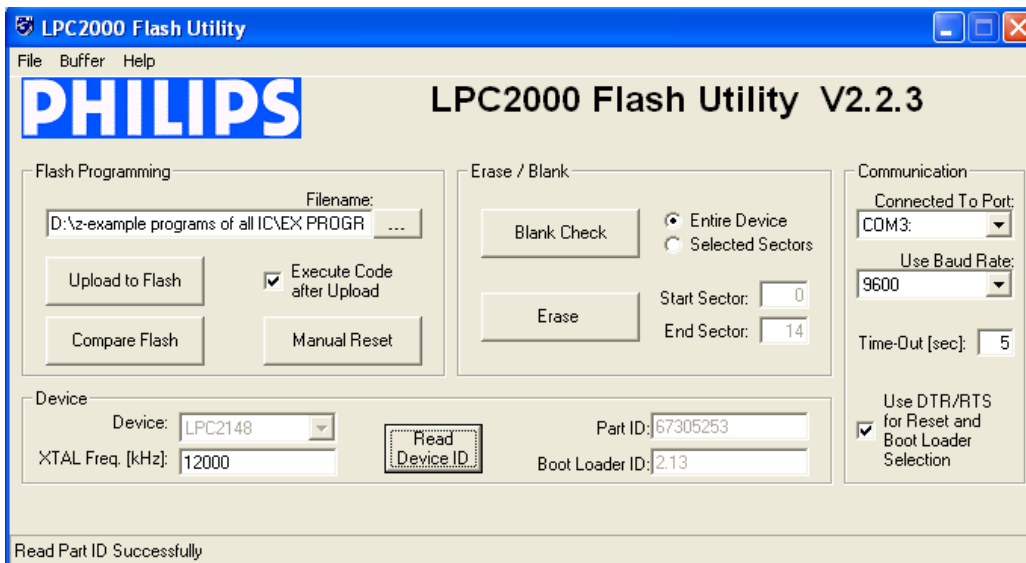 LPC2000 Flash Utility
File Buffer Help
PHILIPS
LPC2000 Flash Utility V2.2.3
Flash Programming
Filename:
D:\z-example programs of all IC\EX PROGR ...
Upload to Flash
Execute Code
after Upload
Compare Flash
Manual Reset
Erase / Blank
Blank Check
Entire Device
Selected Sectors
Erase
Start Sector: 0
End Sector: 14
Communication
Connected To Port:
COM3:
Use Baud Rate:
9600
Time-Out [sec]: 5
Use DTR/RTS
for Reset and
Boot Loader
Selection
Device
Device: LPC2148
XTAL Freq. [kHz]: 12000
Read
Device ID
Part ID: 67305253
Boot Loader ID: 2.13
Read Part ID Successfully